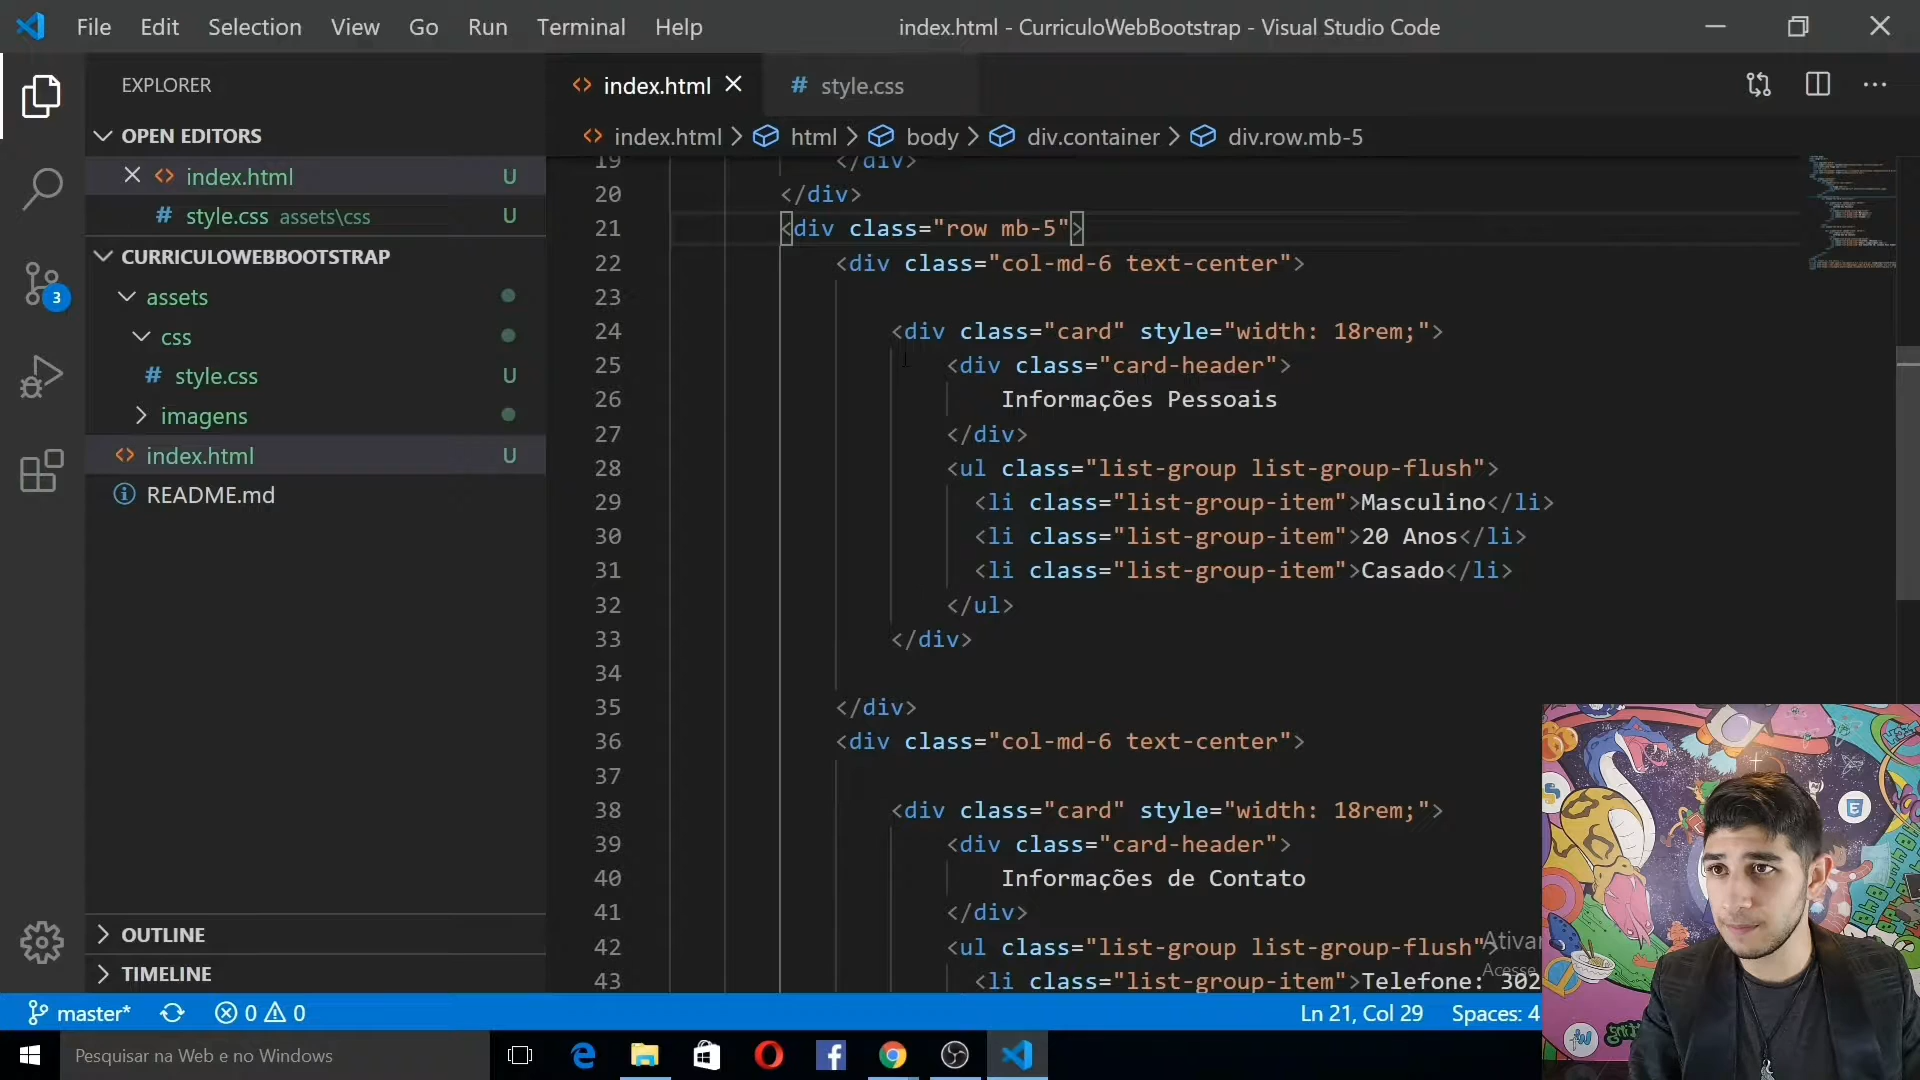 File Edit Selection View Go Run Terminal Help
index.html - CurriculoWebBootstrap - Visual Studio Code
EXPLORER
OPEN EDITORS
index.html U
style.css assets\css U
CURRICULOWEBBOOTSTRAP
assets
css
style.css U
imagens
index.html U
README.md
OUTLINE
TIMELINE
index.html
style.css
index.html > html > body > div.container > div.row.mb-5
19 </div>
20 </div>
21 <div class="row mb-5">
22 <div class="col-md-6 text-center">
23
24 <div class="card" style="width: 18rem;">
25 <div class="card-header">
26 Informações Pessoais
27 </div>
28 <ul class="list-group list-group-flush">
29 <li class="list-group-item">Masculino</li>
30 <li class="list-group-item">20 Anos</li>
31 <li class="list-group-item">Casado</li>
32 </ul>
33 </div>
34
35 </div>
36 <div class="col-md-6 text-center">
37
38 <div class="card" style="width: 18rem;">
39 <div class="card-header">
40 Informações de Contato
41 </div>
42 <ul class="list-group list-group-flush">
43 <li class="list-group-item">Telefone: 302
Ativar
Acesse
3
master* 0 0
Ln 21, Col 29 Spaces: 4
Pesquisar na Web e no Windows